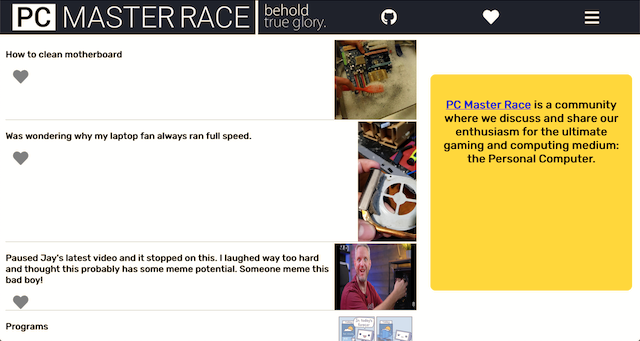 PC MASTER RACE
behold
true glory.
How to clean motherboard
Was wondering why my laptop fan always ran full speed.
Paused Jay's latest video and it stopped on this. I laughed way too hard
and thought this probably has some meme potential. Someone meme this
bad boy!
Programs
PC Master Race is a community
where we discuss and share our
enthusiasm for the ultimate
gaming and computing medium:
the Personal Computer.